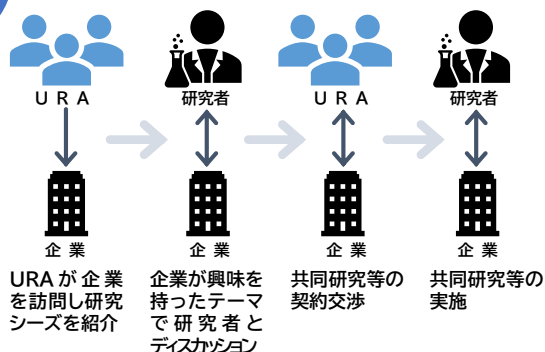 URA
研究者
URA
研究者
企業
企業
企業
企業
URAが企業
を訪問し研究
シーズを紹介
企業が興味を
持ったテーマ
で研究者と
ディスカッション
共同研究等の
契約交渉
共同研究等の
実施